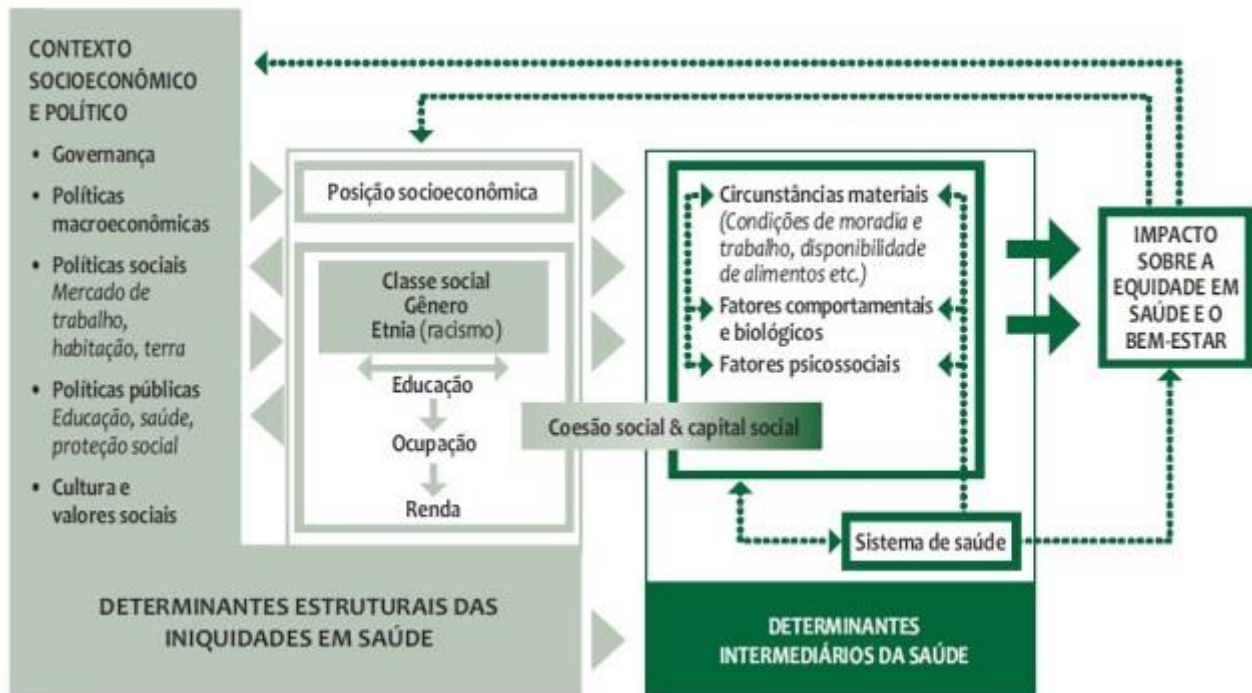 CONTEXTO
SOCIOECONÔMICO
E POLÍTICO
• Governança
• Políticas
macroeconômicas
• Políticas sociais
Mercado de
trabalho,
habitação, terra
• Políticas públicas
Educação, saúde,
proteção social
• Cultura e
valores sociais
Posição socioeconômica
Classe social
Gênero
Etnia (racismo)
Educação
Ocupação
Renda
Coesão social & capital social
Circunstâncias materiais
(Condições de moradia e
trabalho, disponibilidade
de alimentos etc.)
Fatores comportamentais
e biológicos
Fatores psicossociais
Sistema de saúde
IMPACTO
SOBRE A
EQUIDADE EM
SAÚDE E O
BEM-ESTAR
DETERMINANTES ESTRUTURAIS DAS
INIQUIDADES EM SAÚDE
DETERMINANTES
INTERMEDIÁRIOS DA SAÚDE